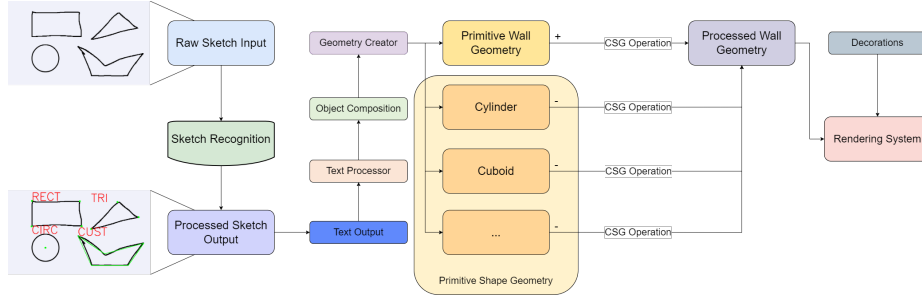 Raw Sketch Input
Sketch Recognition
RECT
TRI
CIRC
CUST
Processed Sketch
Output
Text Output
Text Processor
Object Composition
Geometry Creator
Primitive Wall
Geometry
+
CSG Operation
Cylinder
-
CSG Operation
Cuboid
-
CSG Operation
...
-
CSG Operation
Primitive Shape Geometry
Processed Wall
Geometry
Decorations
Rendering System